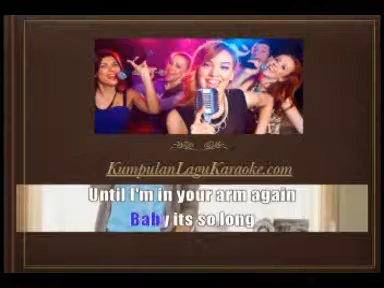 KumpulanLaguKaraoke.com
Until I'm in your arm again
Baby its so long